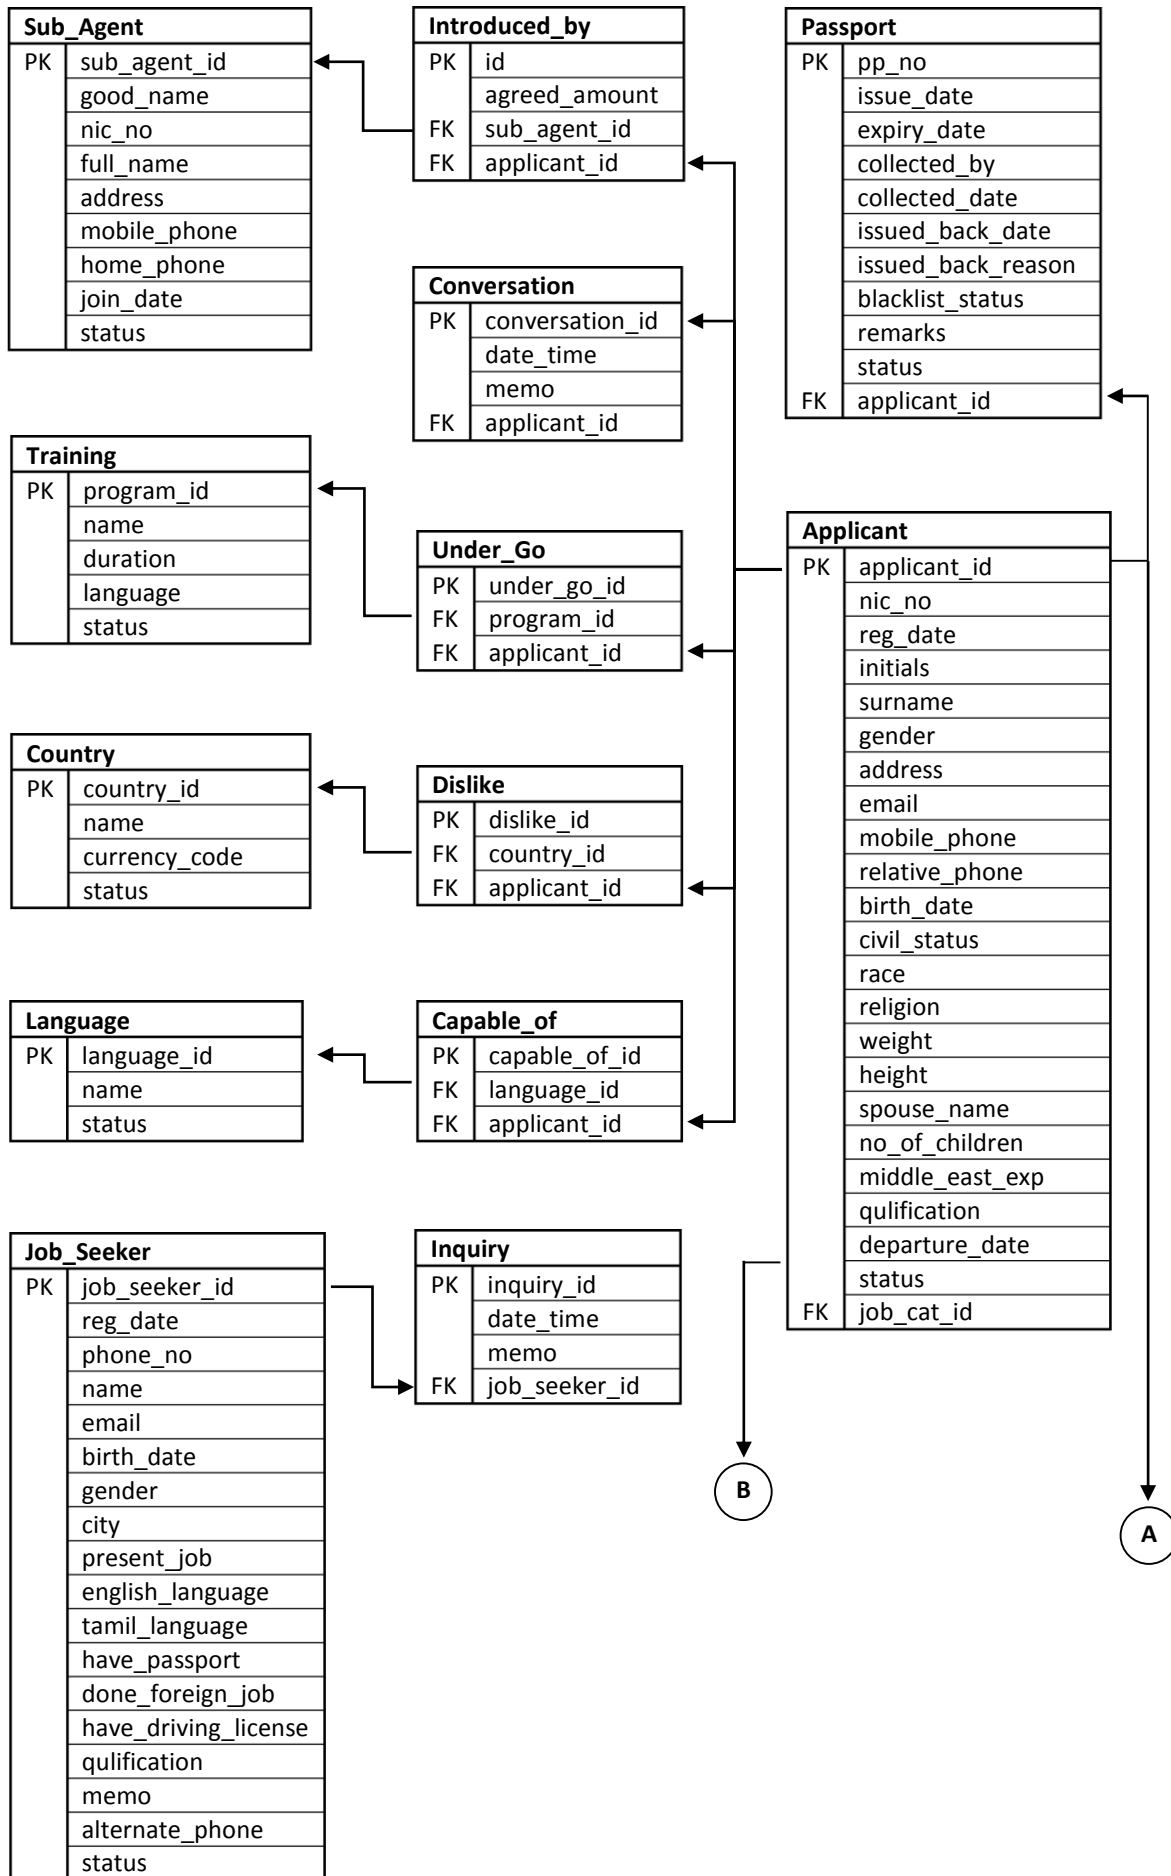 Sub_Agent
PK sub_agent_id
good_name
nic_no
full_name
address
mobile_phone
home_phone
join_date
status
Introduced_by
PK id
agreed_amount
FK sub_agent_id
FK applicant_id
Passport
PK pp_no
issue_date
expiry_date
collected_by
collected_date
issued_back_date
issued_back_reason
blacklist_status
remarks
status
FK applicant_id
Conversation
PK conversation_id
date_time
memo
FK applicant_id
Training
PK program_id
name
duration
language
status
Under_Go
PK under_go_id
FK program_id
FK applicant_id
Applicant
PK applicant_id
nic_no
reg_date
initials
surname
gender
address
email
mobile_phone
relative_phone
birth_date
civil_status
race
religion
weight
height
spouse_name
no_of_children
middle_east_exp
qulification
departure_date
status
FK job_cat_id
Country
PK country_id
name
currency_code
status
Dislike
PK dislike_id
FK country_id
FK applicant_id
Language
PK language_id
name
status
Capable_of
PK capable_of_id
FK language_id
FK applicant_id
Job_Seeker
PK job_seeker_id
reg_date
phone_no
name
email
birth_date
gender
city
present_job
english_language
tamil_language
have_passport
done_foreign_job
have_driving_license
qulification
memo
alternate_phone
status
Inquiry
PK inquiry_id
date_time
memo
FK job_seeker_id
B
A